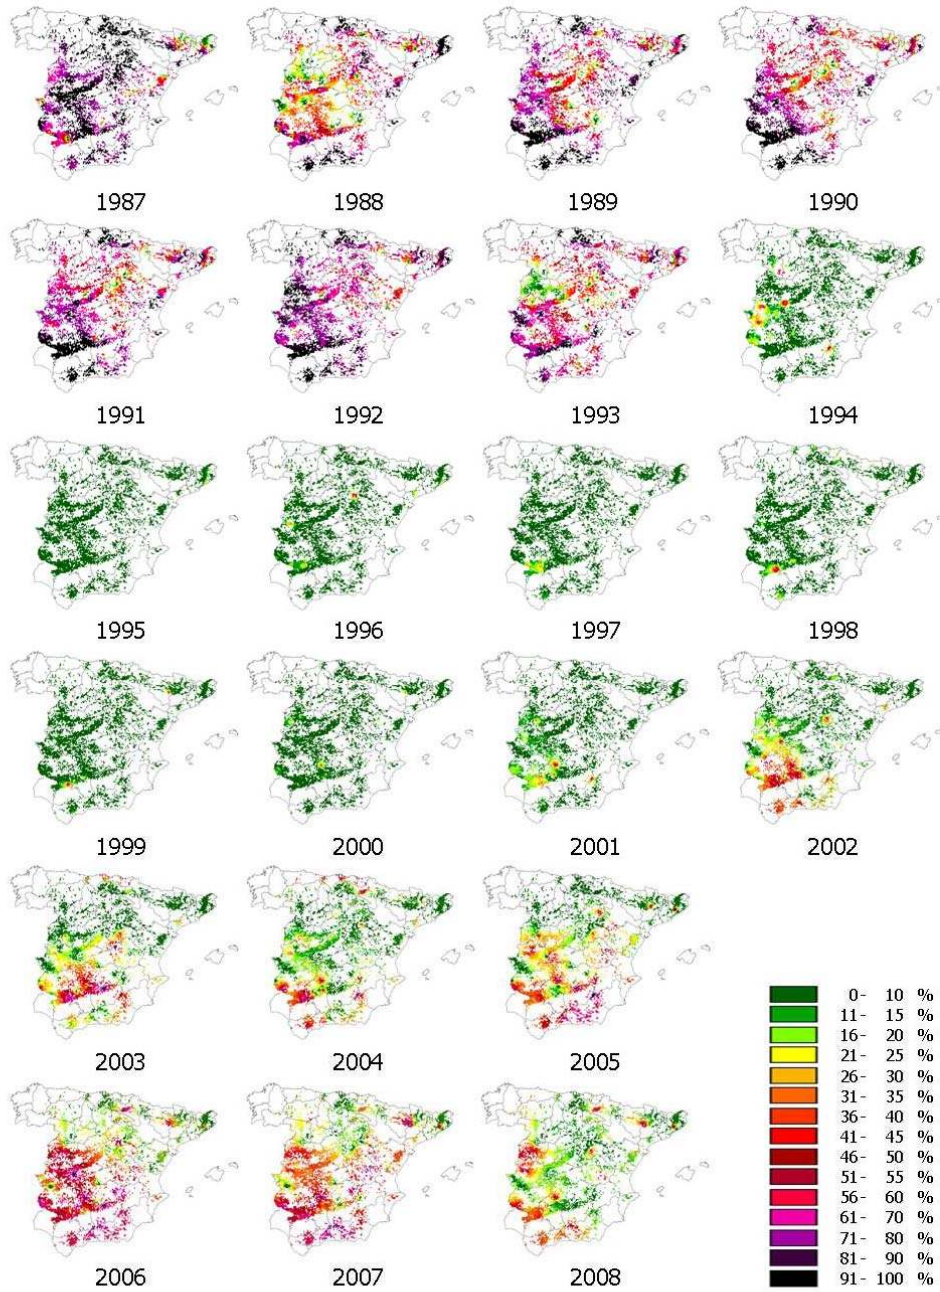 1987 1988 1989 1990
1991 1992 1993 1994
1995 1996 1997 1998
1999 2000 2001 2002
2003 2004 2005
2006 2007 2008
0- 10 %
11- 15 %
16- 20 %
21- 25 %
26- 30 %
31- 35 %
36- 40 %
41- 45 %
46- 50 %
51- 55 %
56- 60 %
61- 70 %
71- 80 %
81- 90 %
91- 100 %